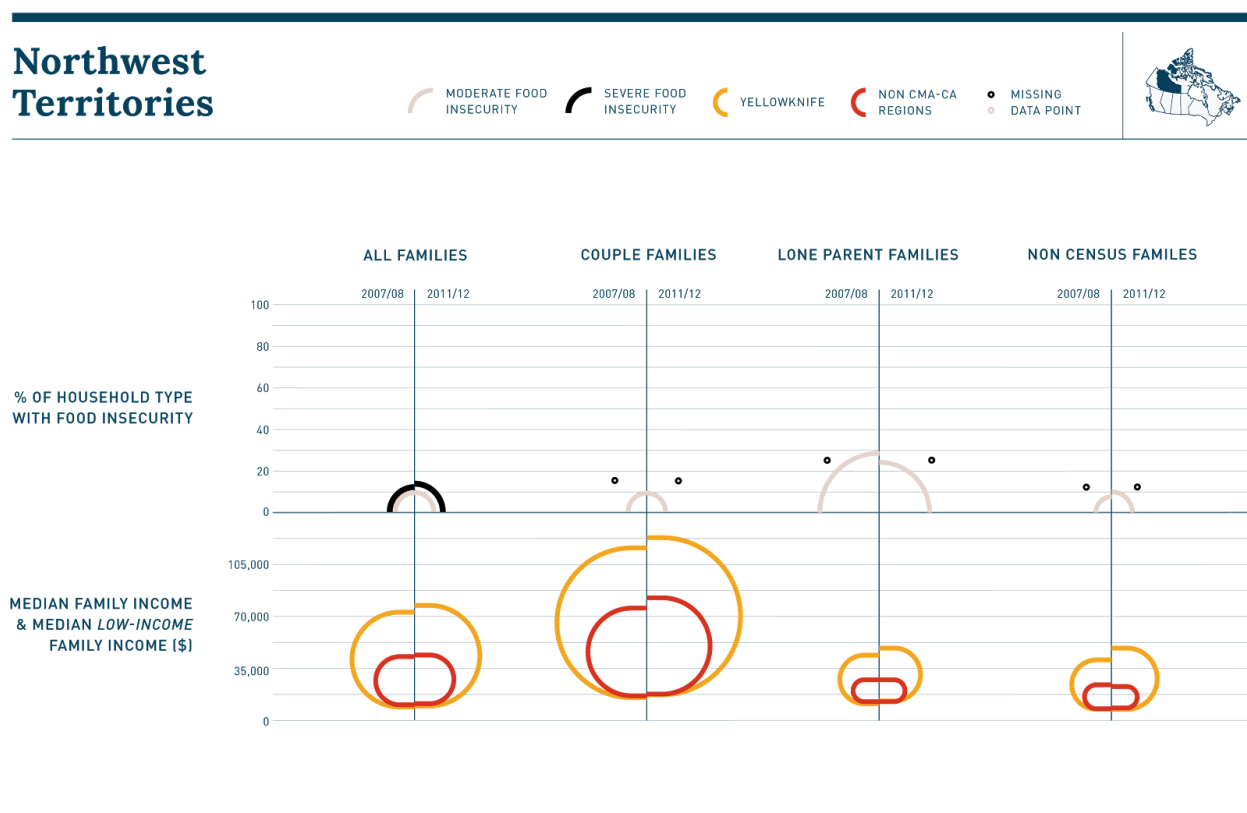 Northwest
Territories
MODERATE FOOD
INSECURITY
SEVERE FOOD
INSECURITY
YELLOWKNIFE
NON CMA-CA
REGIONS
MISSING
DATA POINT
ALL FAMILIES
COUPLE FAMILIES
LONE PARENT FAMILIES
NON CENSUS FAMILES
2007/08 2011/12
2007/08 2011/12
2007/08 2011/12
2007/08 2011/12
100
80
60
40
20
0
% OF HOUSEHOLD TYPE
WITH FOOD INSECURITY
105,000
70,000
35,000
0
MEDIAN FAMILY INCOME
& MEDIAN LOW-INCOME
FAMILY INCOME ($)